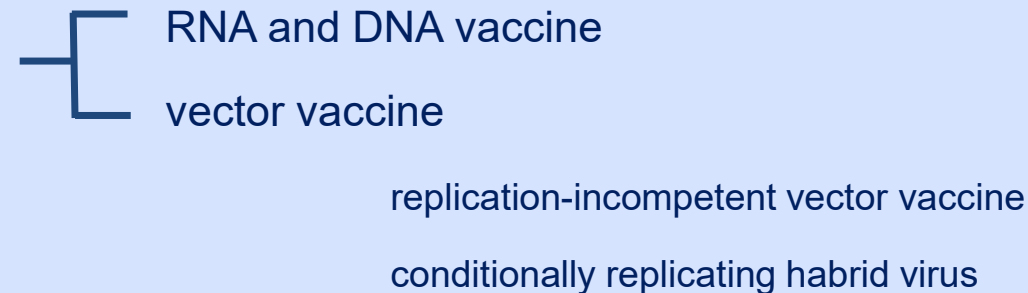 RNA and DNA vaccine
vector vaccine
replication-incompetent vector vaccine
conditionally replicating habrid virus